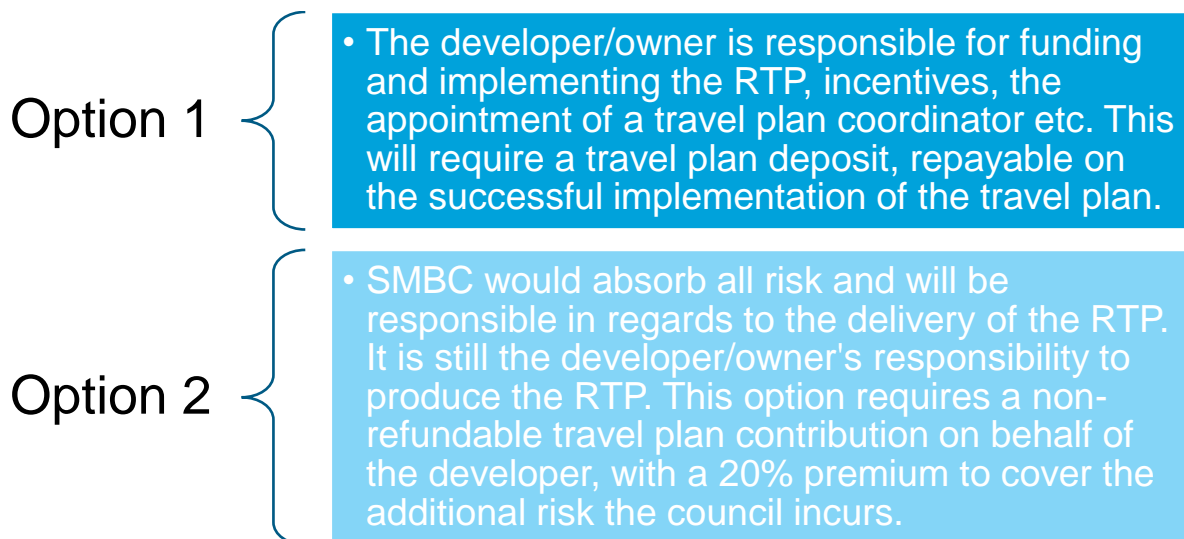 Option 1
• The developer/owner is responsible for funding
and implementing the RTP, incentives, the
appointment of a travel plan coordinator etc. This
will require a travel plan deposit, repayable on
the successful implementation of the travel plan.
Option 2
• SMBC would absorb all risk and will be
responsible in regards to the delivery of the RTP.
It is still the developer/owner's responsibility to
produce the RTP. This option requires a non-
refundable travel plan contribution on behalf of
the developer, with a 20% premium to cover the
additional risk the council incurs.